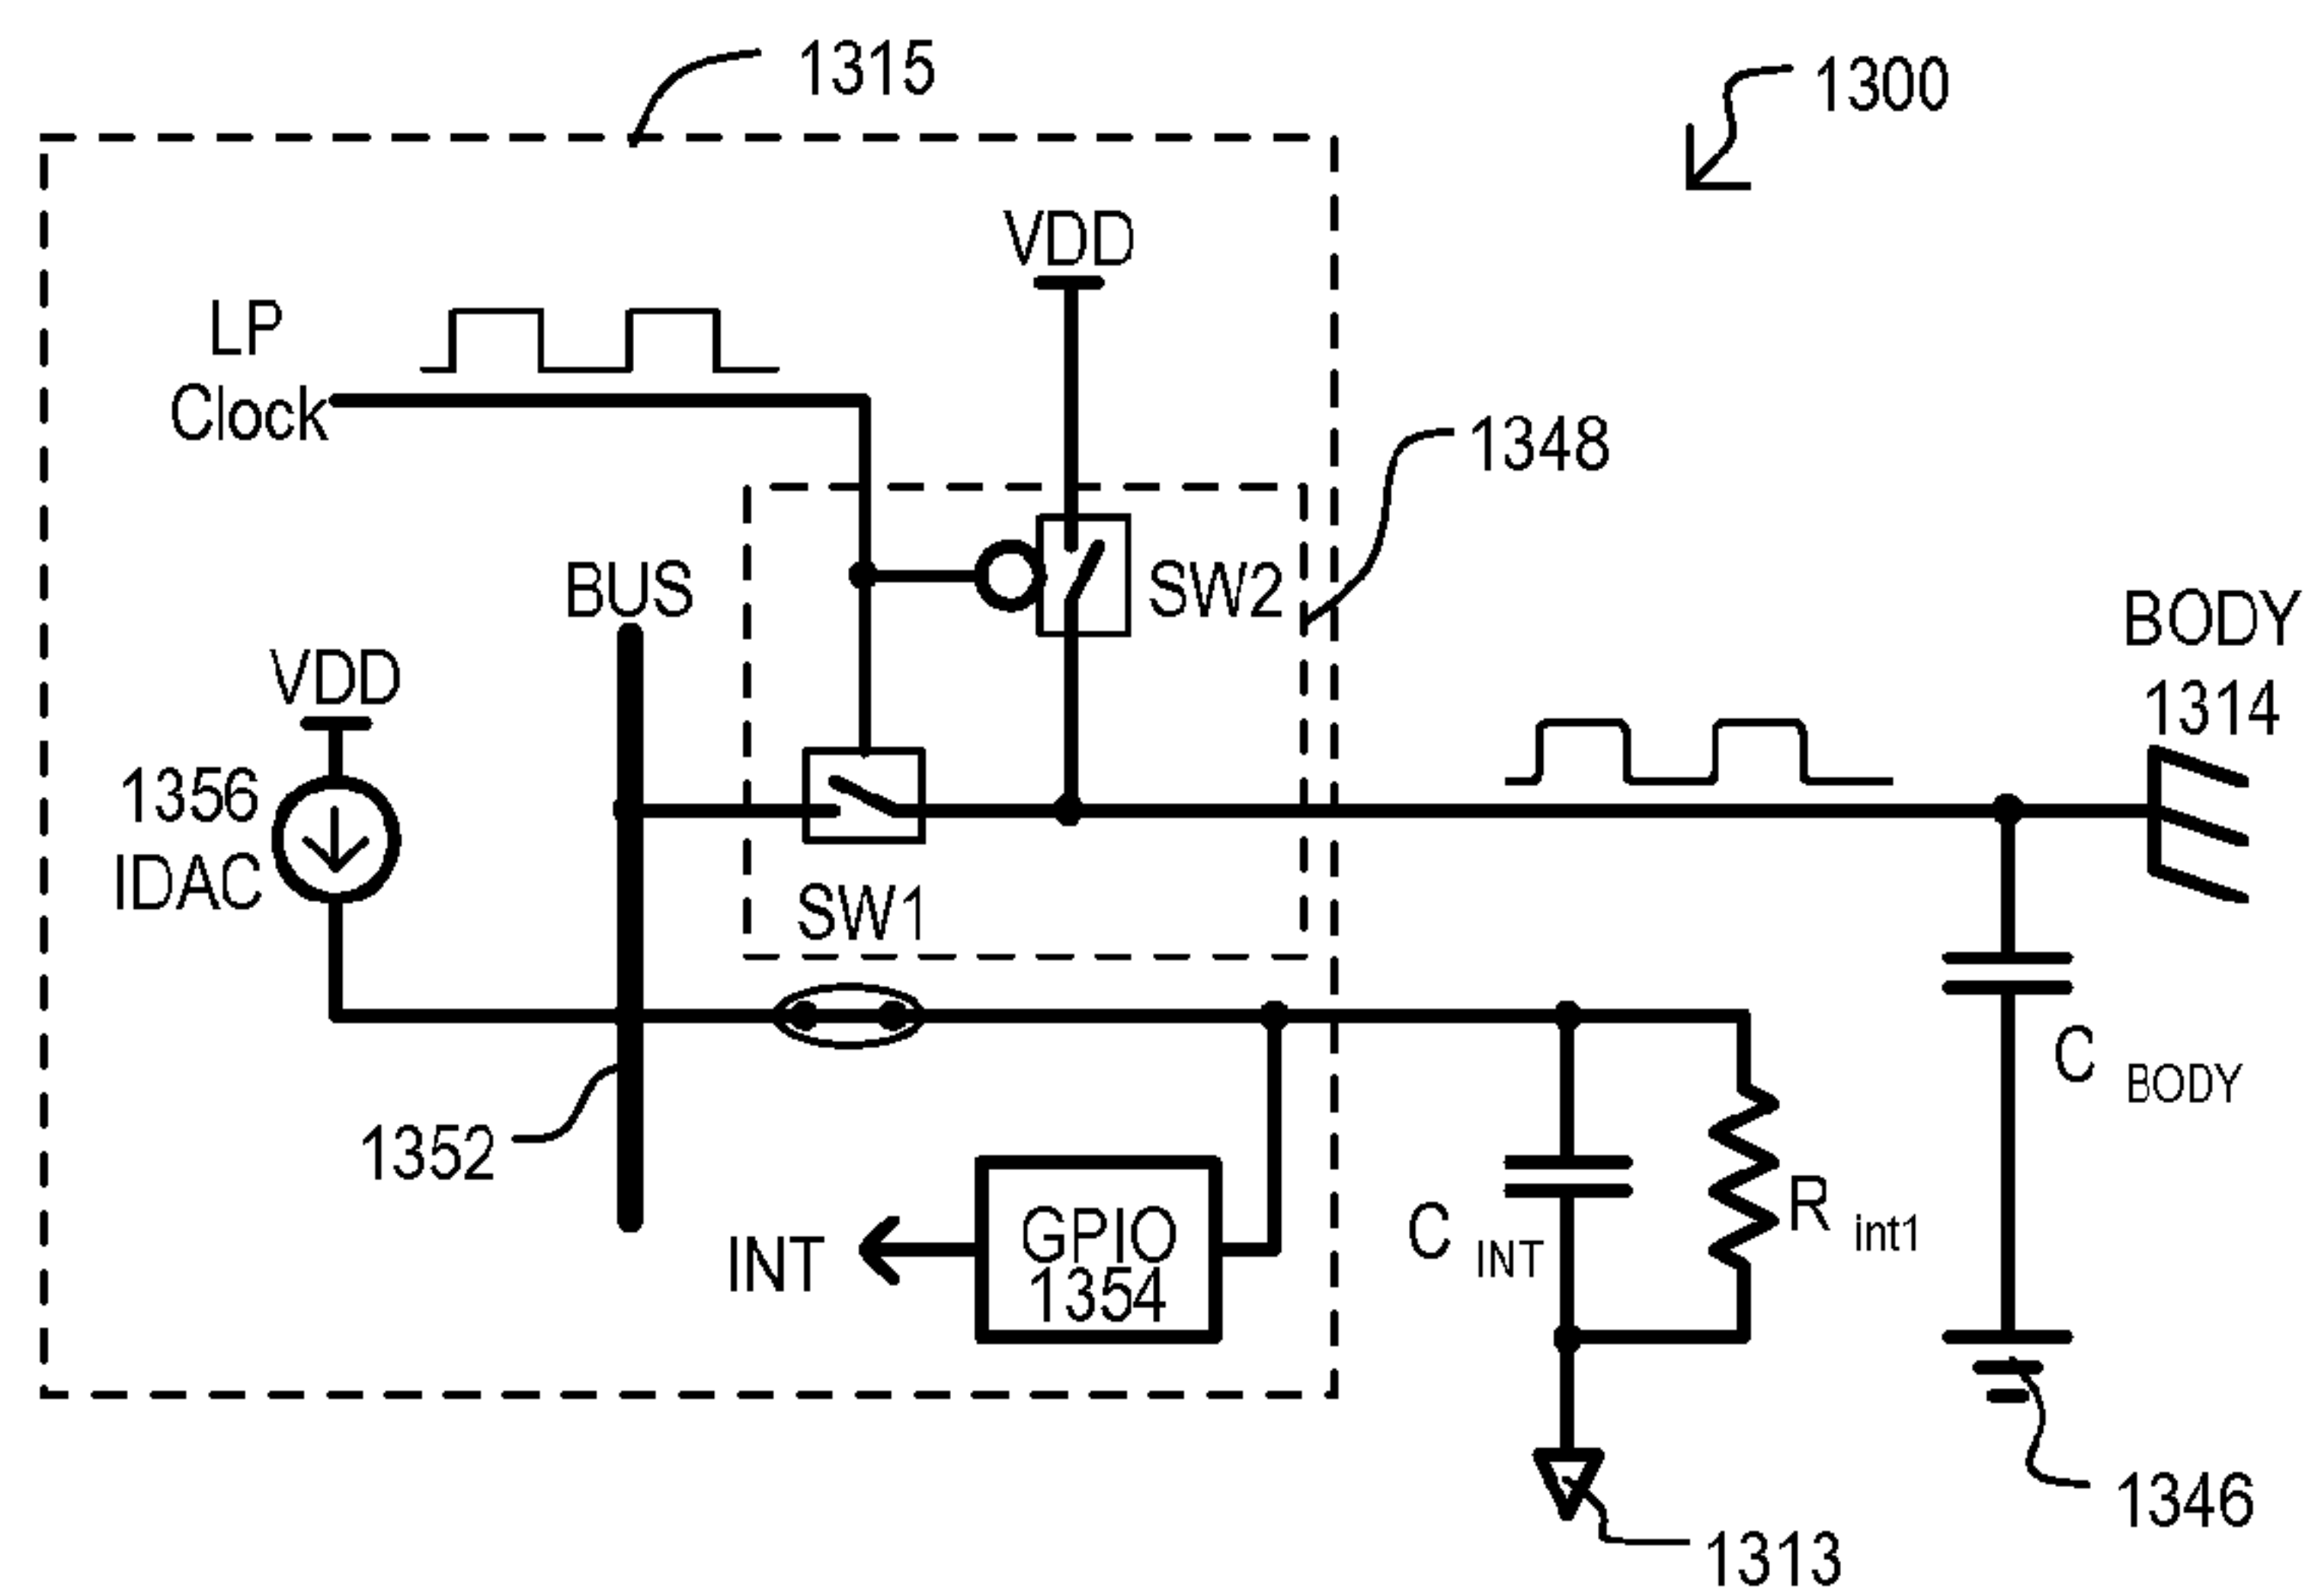 1315
1300
VDD
LP
Clock
1348
BUS
SW2
BODY
1314
VDD
1356
IDAC
SW1
C BODY
1352
INT
GPIO
1354
C INT
R int1
1346
1313